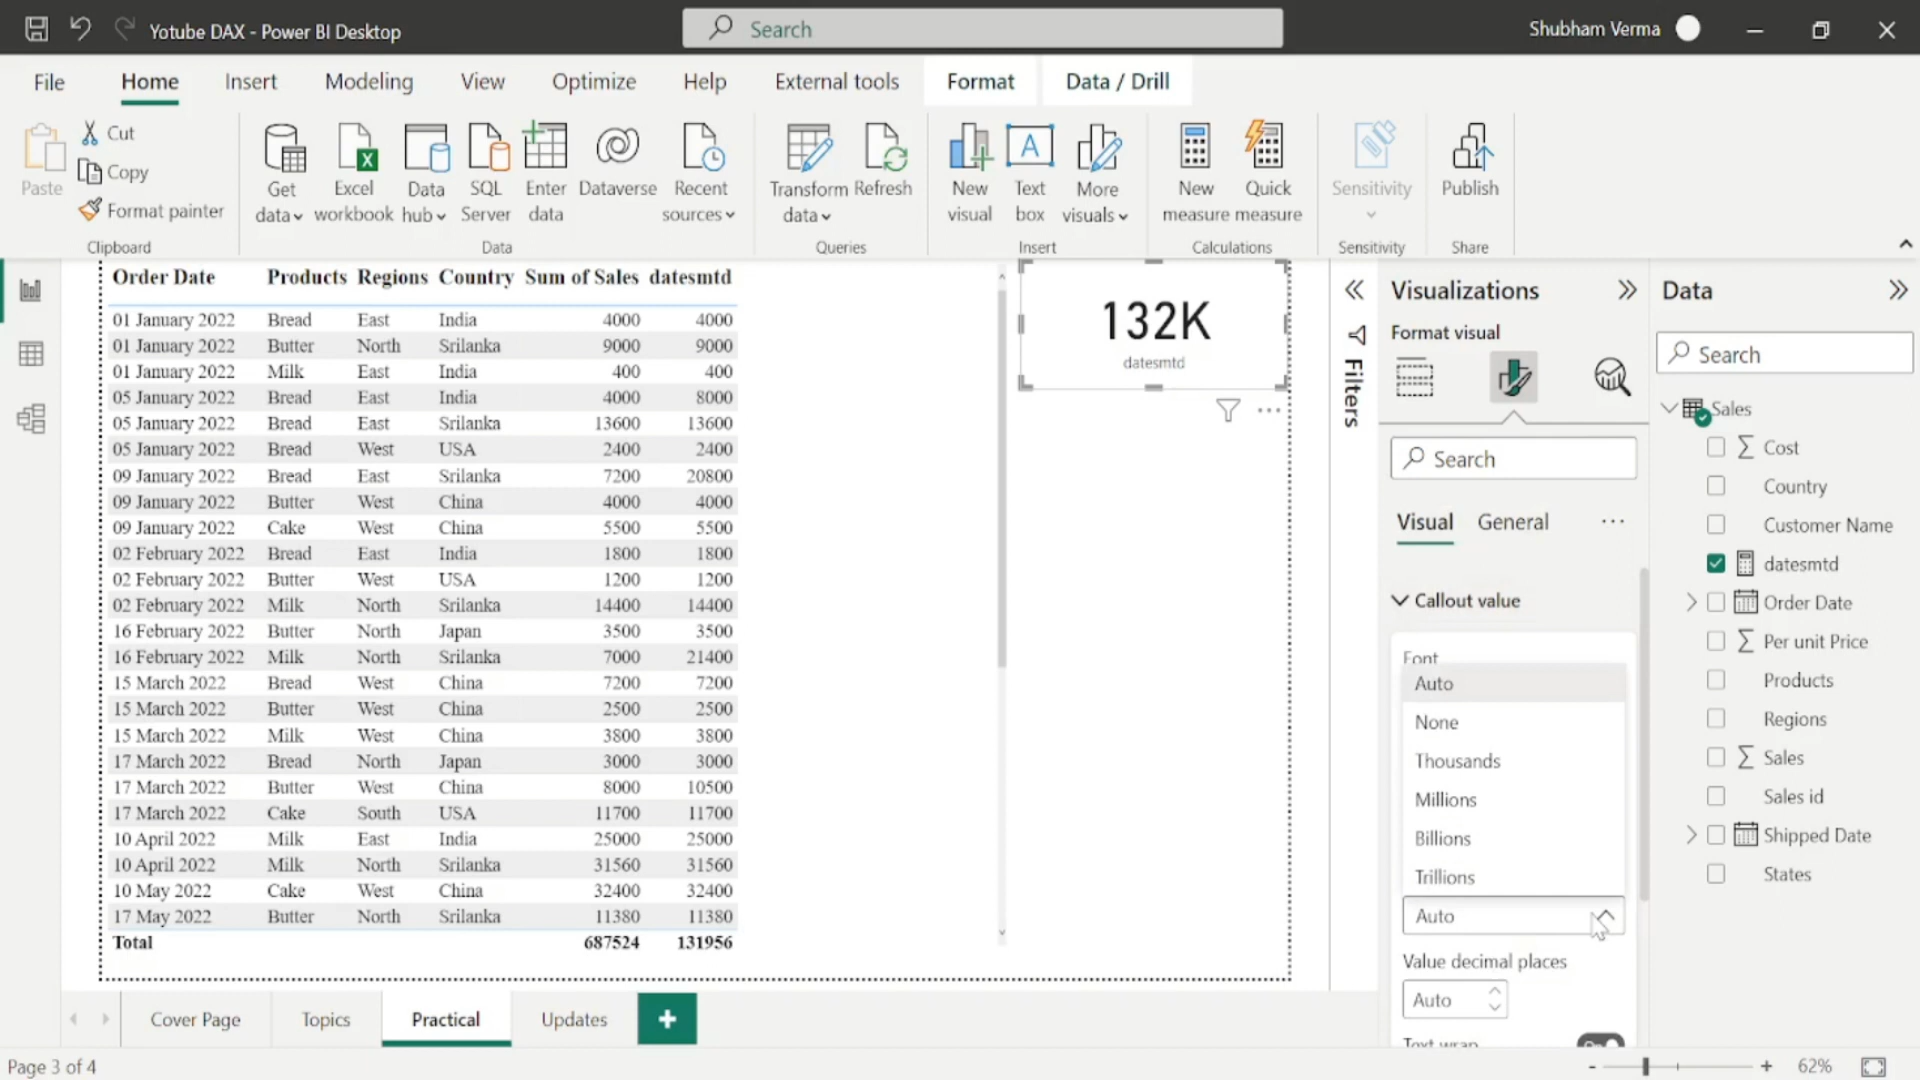 Yotube DAX - Power BI Desktop
Search
Shubham Verma
File Home Insert Modeling View Optimize Help External tools Format Data / Drill
Paste
Cut
Copy
Format painter
Clipboard
Get data
Excel workbook
Data hub
SQL Server
Enter data
Dataverse
Recent sources
Data
Transform data
Refresh
Queries
New visual
A
Text box
More visuals
Insert
New measure
Quick measure
Calculations
Sensitivity
Sensitivity
Publish
Share
Order Date Products Regions Country Sum of Sales datesmtd
01 January 2022 Bread East India 4000 4000
01 January 2022 Butter North Srilanka 9000 9000
01 January 2022 Milk East India 400 400
05 January 2022 Bread East India 4000 8000
05 January 2022 Bread East Srilanka 13600 13600
05 January 2022 Bread West USA 2400 2400
09 January 2022 Bread East Srilanka 7200 20800
09 January 2022 Butter West China 4000 4000
09 January 2022 Cake West China 5500 5500
02 February 2022 Bread East India 1800 1800
02 February 2022 Butter West USA 1200 1200
02 February 2022 Milk North Srilanka 14400 14400
16 February 2022 Butter North Japan 3500 3500
16 February 2022 Milk North Srilanka 7000 21400
15 March 2022 Bread West China 7200 7200
15 March 2022 Butter West China 2500 2500
15 March 2022 Milk West China 3800 3800
17 March 2022 Bread North Japan 3000 3000
17 March 2022 Butter West China 8000 10500
17 March 2022 Cake South USA 11700 11700
10 April 2022 Milk East India 25000 25000
10 April 2022 Milk North Srilanka 31560 31560
10 May 2022 Cake West China 32400 32400
17 May 2022 Butter North Srilanka 11380 11380
Total 687524 131956
132K
datesmtd
Filters
Visualizations
Format visual
Search
Visual General
Callout value
Font
Auto
None
Thousands
Millions
Billions
Trillions
Auto
Value decimal places
Auto
Text wrap
On
Data
Search
Sales
Cost
Country
Customer Name
datesmtd
Order Date
Per unit Price
Products
Regions
Sales
Sales id
Shipped Date
States
Cover Page Topics Practical Updates +
Page 3 of 4
- + 62%